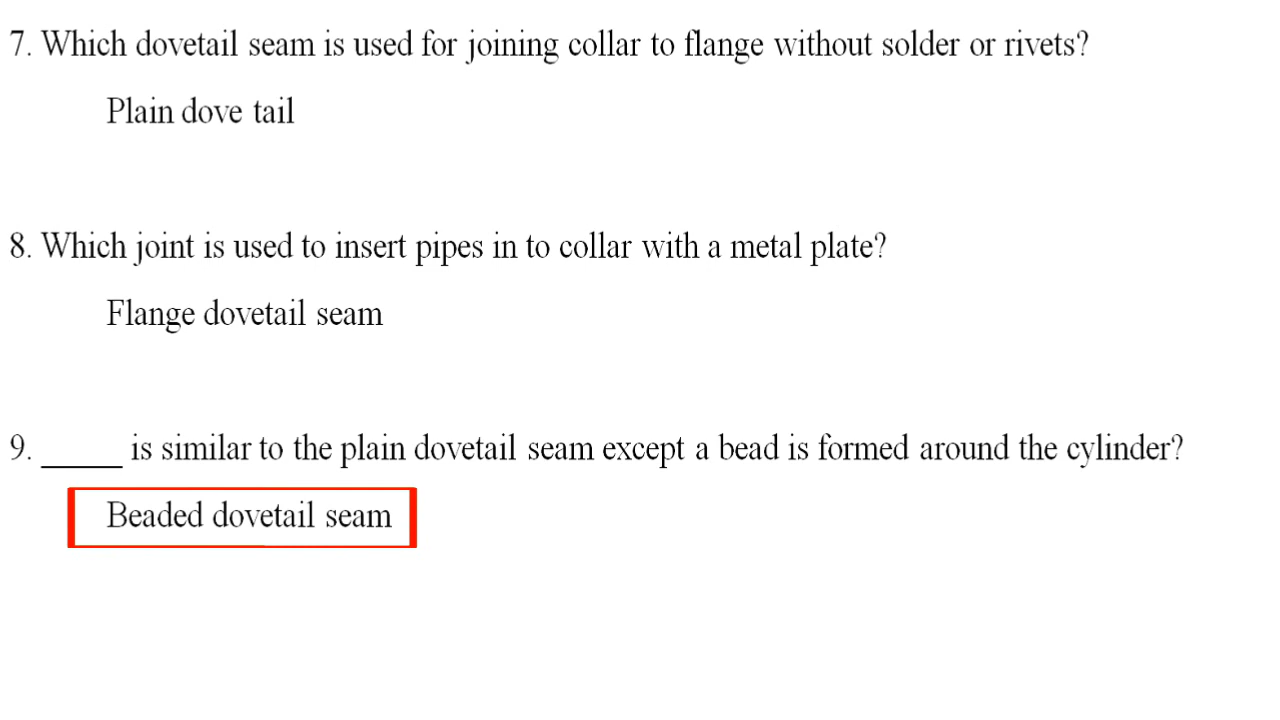 7. Which dovetail seam is used for joining collar to flange without solder or rivets?
Plain dove tail
8. Which joint is used to insert pipes in to collar with a metal plate?
Flange dovetail seam
9. _____ is similar to the plain dovetail seam except a bead is formed around the cylinder?
Beaded dovetail seam